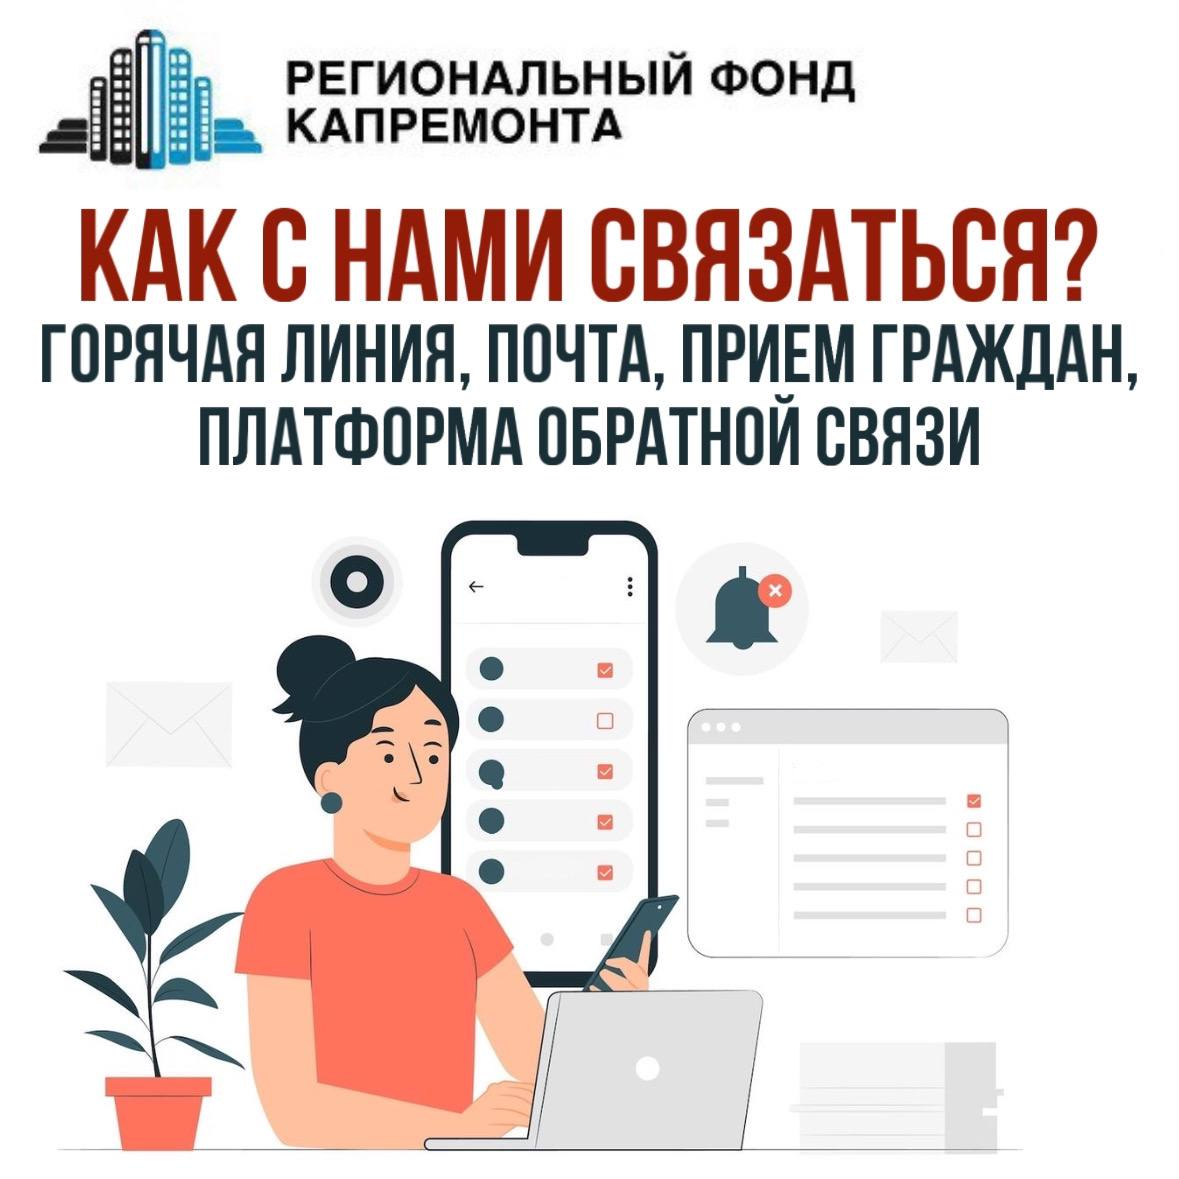 РЕГИОНАЛЬНЫЙ ФОНД
КАПРЕМОНТА
КАК С НАМИ СВЯЗАТЬСЯ?
ГОРЯЧАЯ ЛИНИЯ, ПОЧТА, ПРИЕМ ГРАЖДАН,
ПЛАТФОРМА ОБРАТНОЙ СВЯЗИ